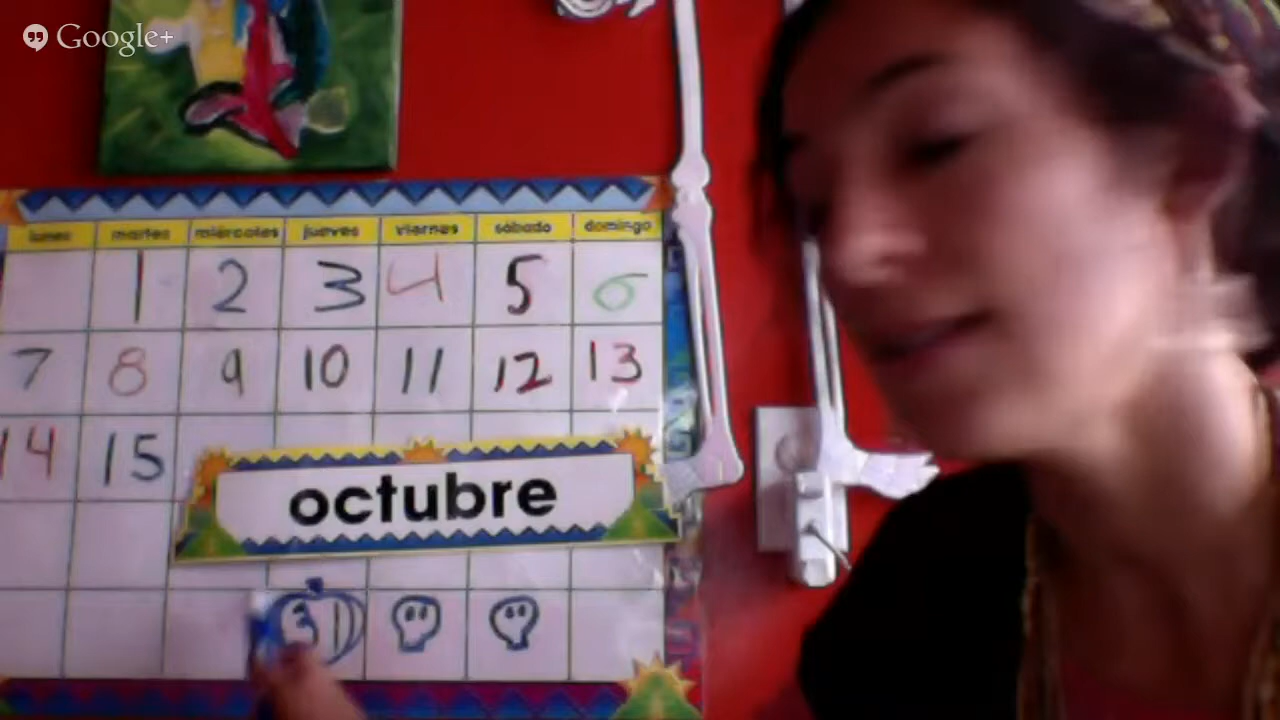 Google+
lunes martes miércoles jueves viernes sábado domingo
1 2 3 4 5 6
7 8 9 10 11 12 13
14 15
octubre
31